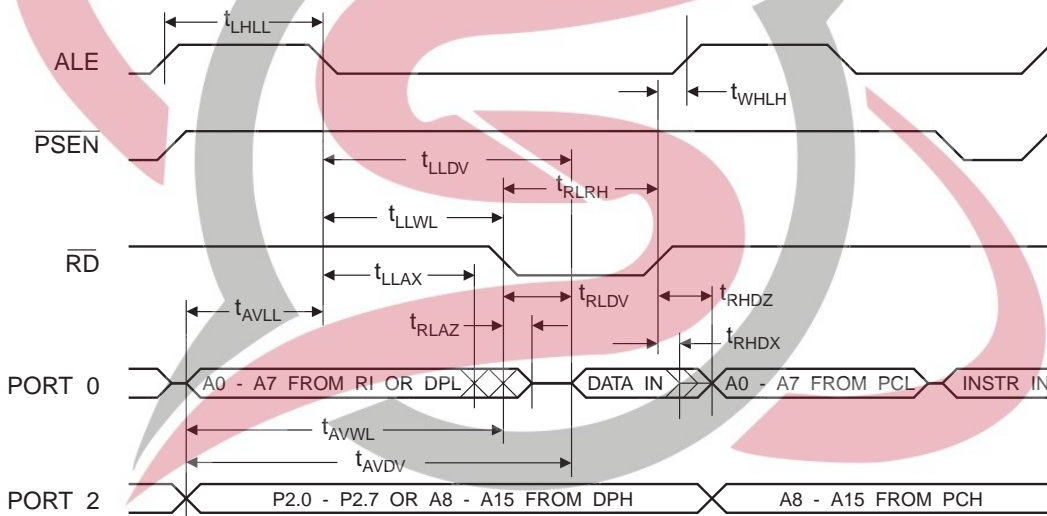 tLHLL
ALE
tWHLH
PSEN
tLLDV
tRLRH
tLLWL
RD
tLLAX
tRLDV
tRHDZ
tAVLL
tRLAZ
tRHDX
PORT 0
A0 - A7 FROM RI OR DPL
DATA IN
A0 - A7 FROM PCL
INSTR IN
tAVWL
tAVDV
PORT 2
P2.0 - P2.7 OR A8 - A15 FROM DPH
A8 - A15 FROM PCH